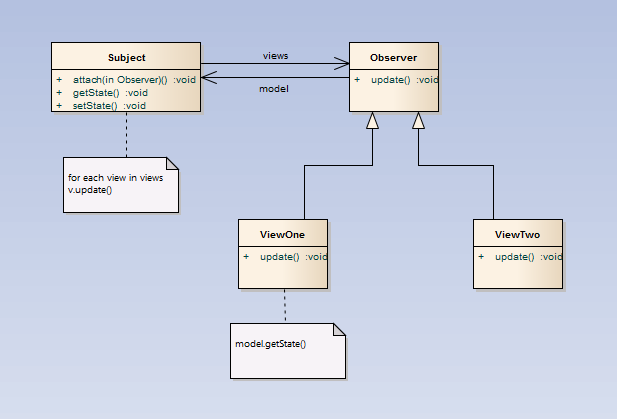 Subject
+ attach(in Observer)() :void
+ getState() :void
+ setState() :void
views
model
Observer
+ update() :void
for each view in views
v.update()
ViewOne
+ update() :void
ViewTwo
+ update() :void
model.getState()